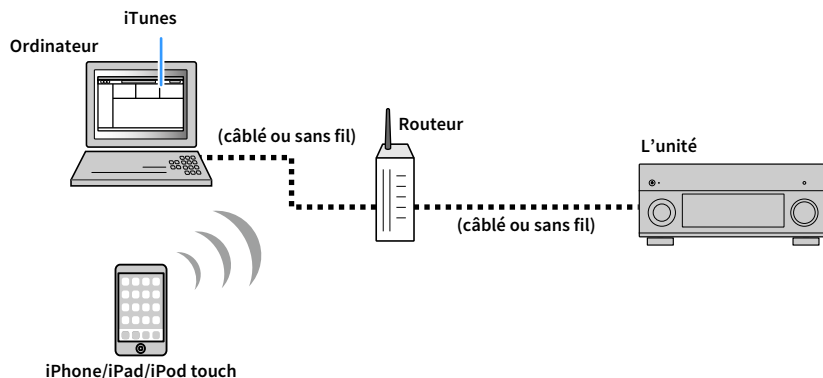 iTunes
Ordinateur
(câblé ou sans fil)
Routeur
L'unité
(câblé ou sans fil)
iPhone/iPad/iPod touch